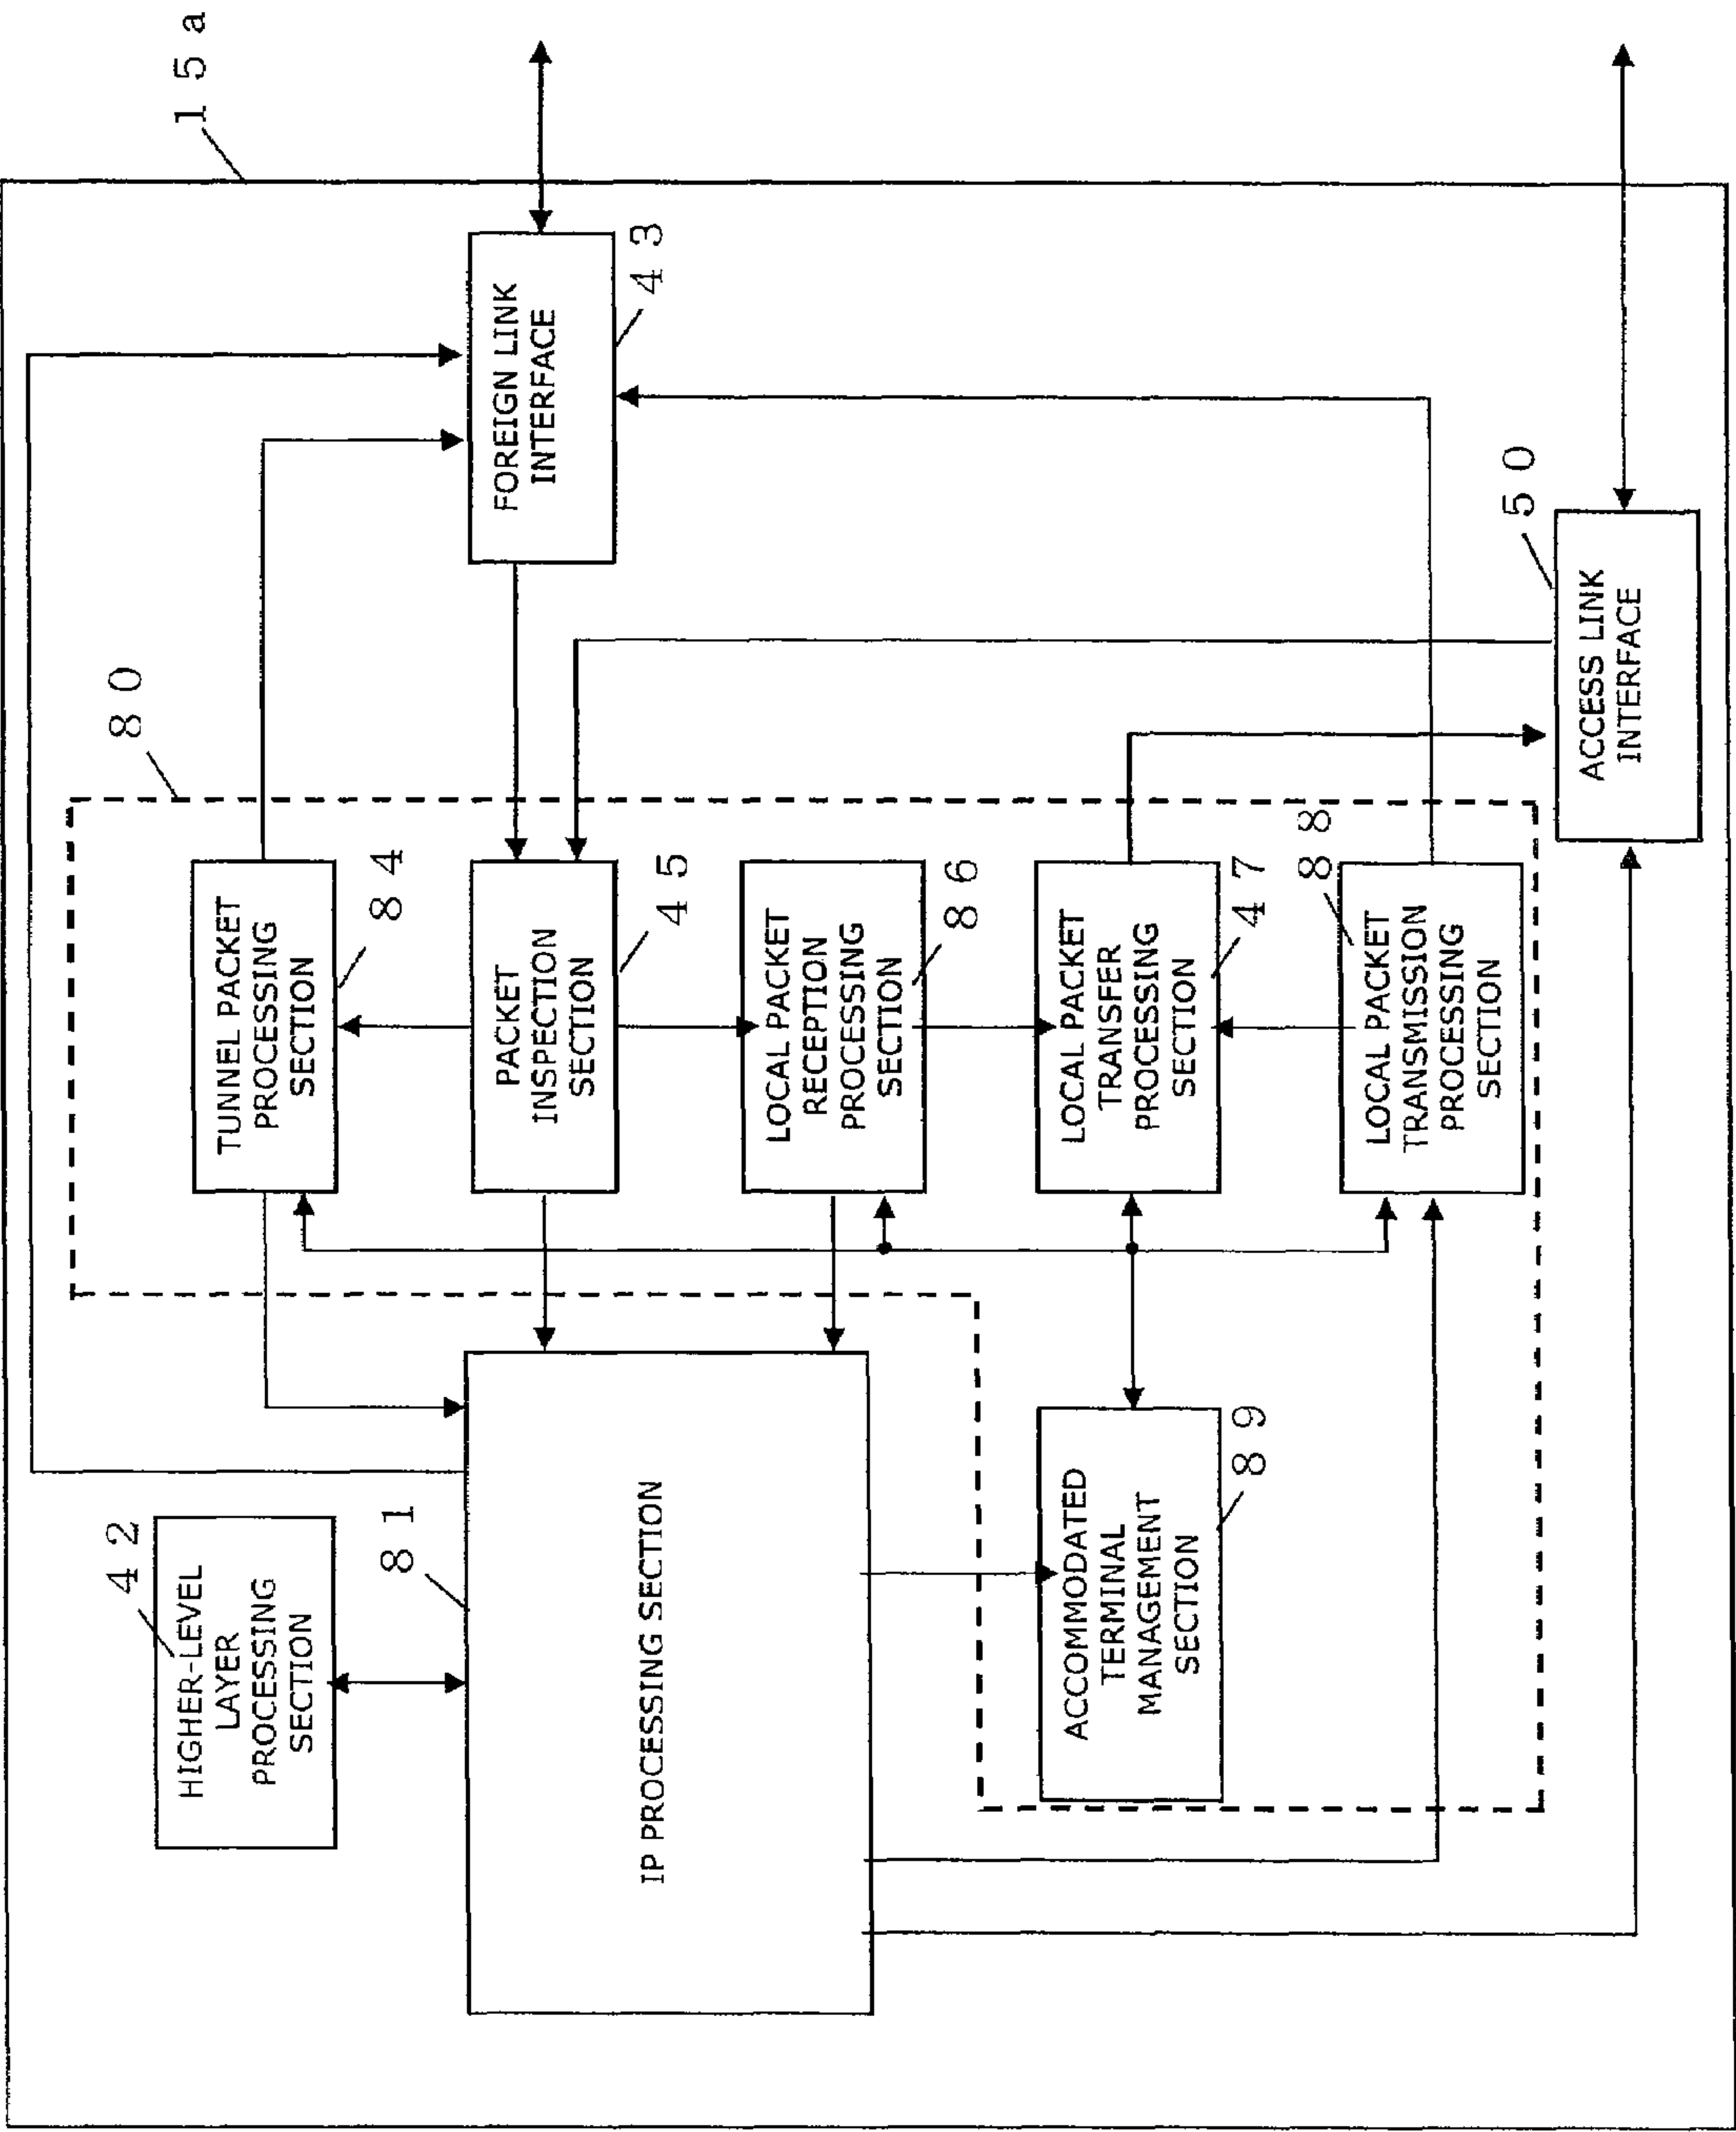 15a
80
HIGHER-LEVEL
LAYER
PROCESSING
SECTION
42
IP PROCESSING SECTION
81
TUNNEL PACKET
PROCESSING
SECTION
84
PACKET
INSPECTION
SECTION
45
LOCAL PACKET
RECEPTION
PROCESSING
SECTION
86
LOCAL PACKET
TRANSFER
PROCESSING
SECTION
47
LOCAL PACKET
TRANSMISSION
PROCESSING
SECTION
88
ACCOMMODATED
TERMINAL
MANAGEMENT
SECTION
89
FOREIGN LINK
INTERFACE
43
ACCESS LINK
INTERFACE
50